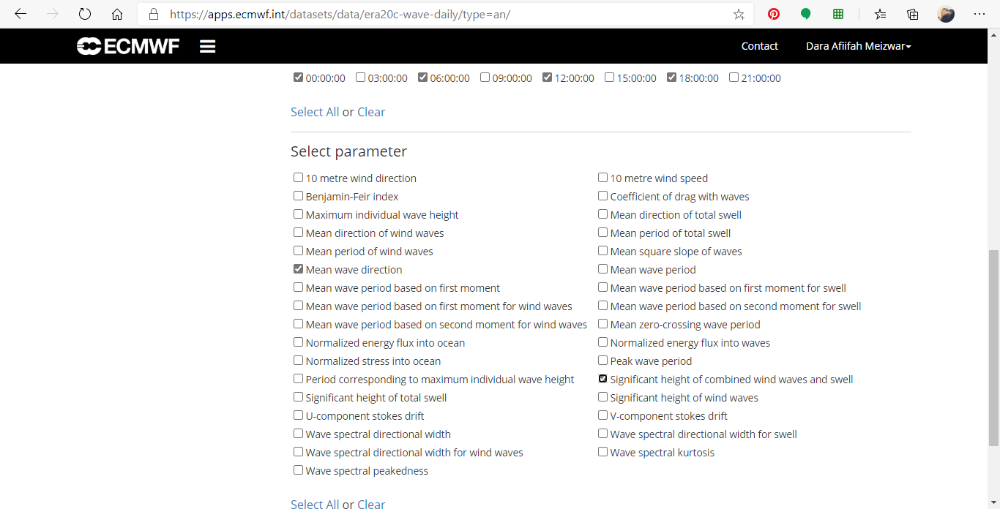 https://apps.ecmwf.int/datasets/data/era20c-wave-daily/type=an/
ECMWF Contact Dara Afiifah Meizwar
00:00:00 03:00:00 06:00:00 09:00:00 12:00:00 15:00:00 18:00:00 21:00:00
Select All or Clear
Select parameter
10 metre wind direction 10 metre wind speed
Benjamin-Feir index Coefficient of drag with waves
Maximum individual wave height Mean direction of total swell
Mean direction of wind waves Mean period of total swell
Mean period of wind waves Mean square slope of waves
Mean wave direction Mean wave period
Mean wave period based on first moment Mean wave period based on first moment for swell
Mean wave period based on first moment for wind waves Mean wave period based on second moment for swell
Mean wave period based on second moment for wind waves Mean zero-crossing wave period
Normalized energy flux into ocean Normalized energy flux into waves
Normalized stress into ocean Peak wave period
Period corresponding to maximum individual wave height Significant height of combined wind waves and swell
Significant height of total swell Significant height of wind waves
U-component stokes drift V-component stokes drift
Wave spectral directional width Wave spectral directional width for swell
Wave spectral directional width for wind waves Wave spectral kurtosis
Wave spectral peakedness
Select All or Clear